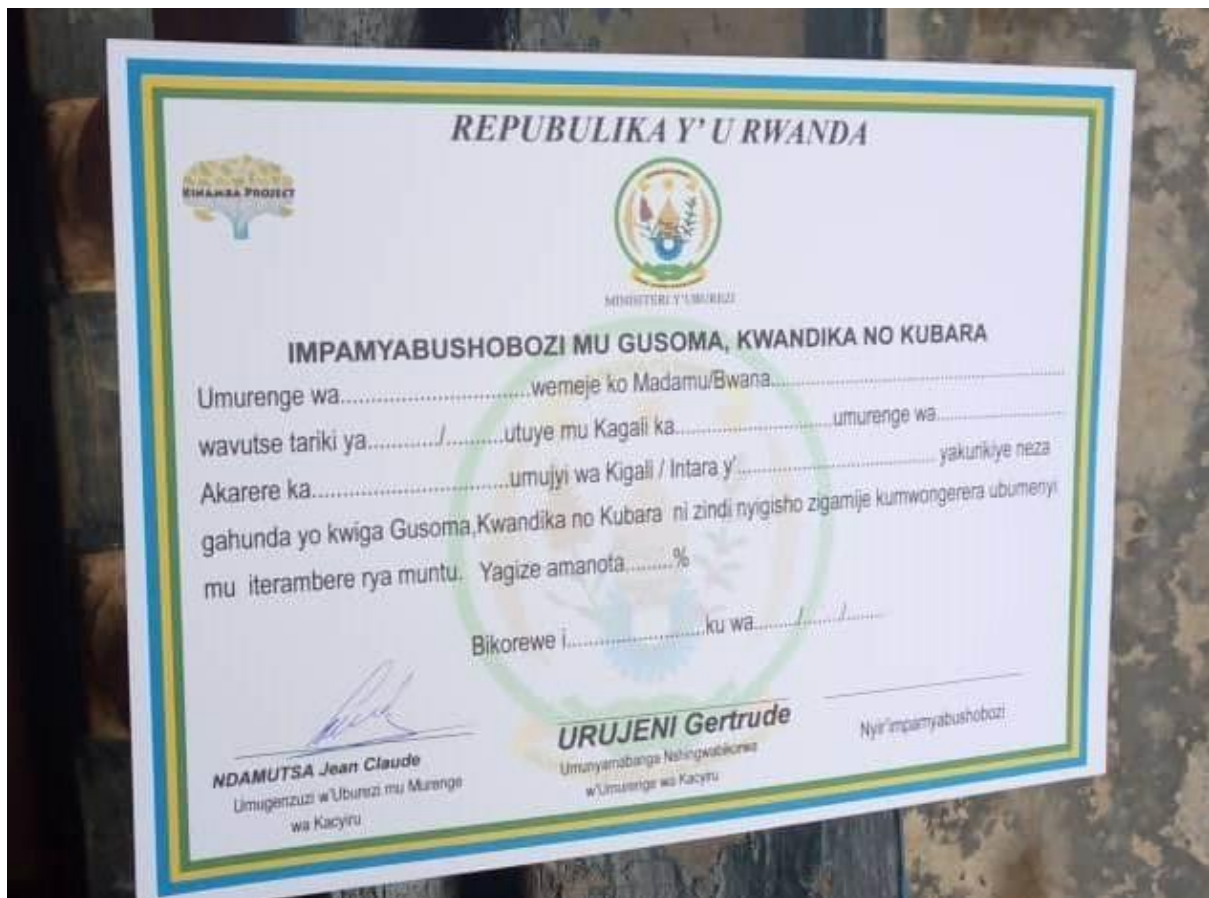 REPUBULIKA Y' U RWANDA
KINAMBA PROJECT
MINISTERI Y'UBUREZI
IMPAMYABUSHOBOZI MU GUSOMA, KWANDIKA NO KUBARA
Umurenge wa................................wemeje ko Madamu/Bwana.................................................
wavutse tariki ya............/..........utuye mu Kagali ka...........................umurenge wa......................
Akarere ka.................................umujyi wa Kigali / Intara y'.................................. yakurikiye neza
gahunda yo kwiga Gusoma,Kwandika no Kubara ni zindi nyigisho zigamije kumwongerera ubumenyi
mu iterambere rya muntu. Yagize amanota.........%
Bikorewe i........................ku wa......../......./........
NDAMUTSA Jean Claude
Umugenzuzi w'Uburezi mu Murenge
wa Kacyiru
URUJENI Gertrude
Umunyamabanga Nshingwabikorwa
w'Umurenge wa Kacyiru
Nyir'impamyabushobozi